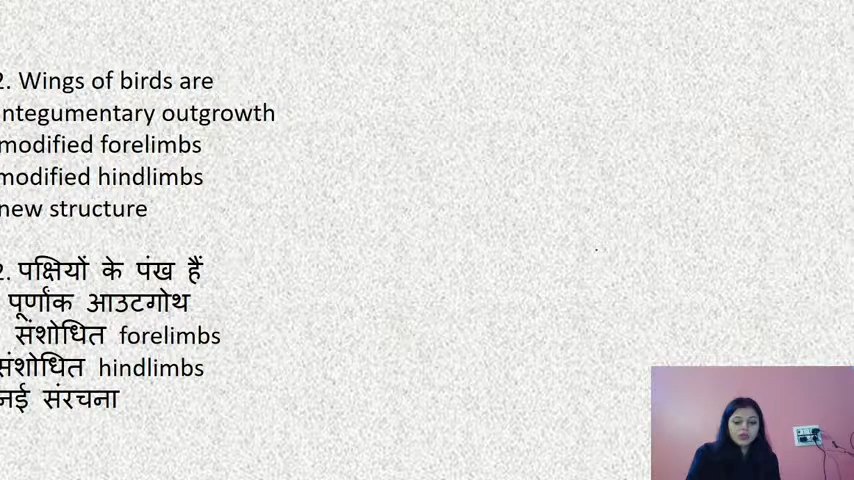 2. Wings of birds are
ntegumentary outgrowth
modified forelimbs
modified hindlimbs
new structure
2. पक्षियों के पंख हैं
पूर्णांक आउटगोथ
संशोधित forelimbs
संशोधित hindlimbs
नई संरचना